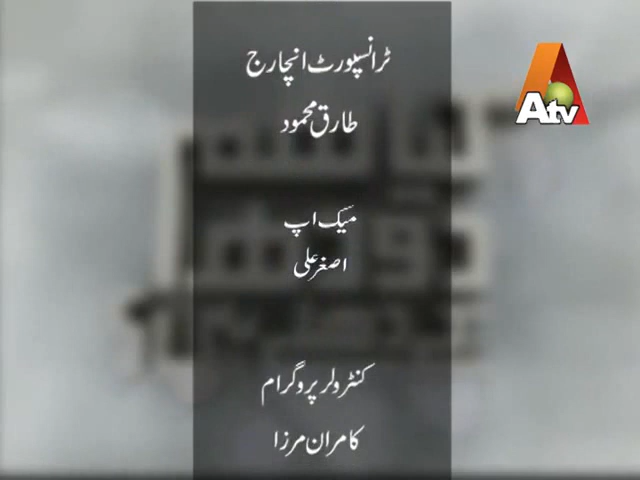 ٹرانسپورٹ انچارج
طارق محمود
میک اپ
اصغر علی
کنٹرولر پروگرام
کامران مرزا
Atv